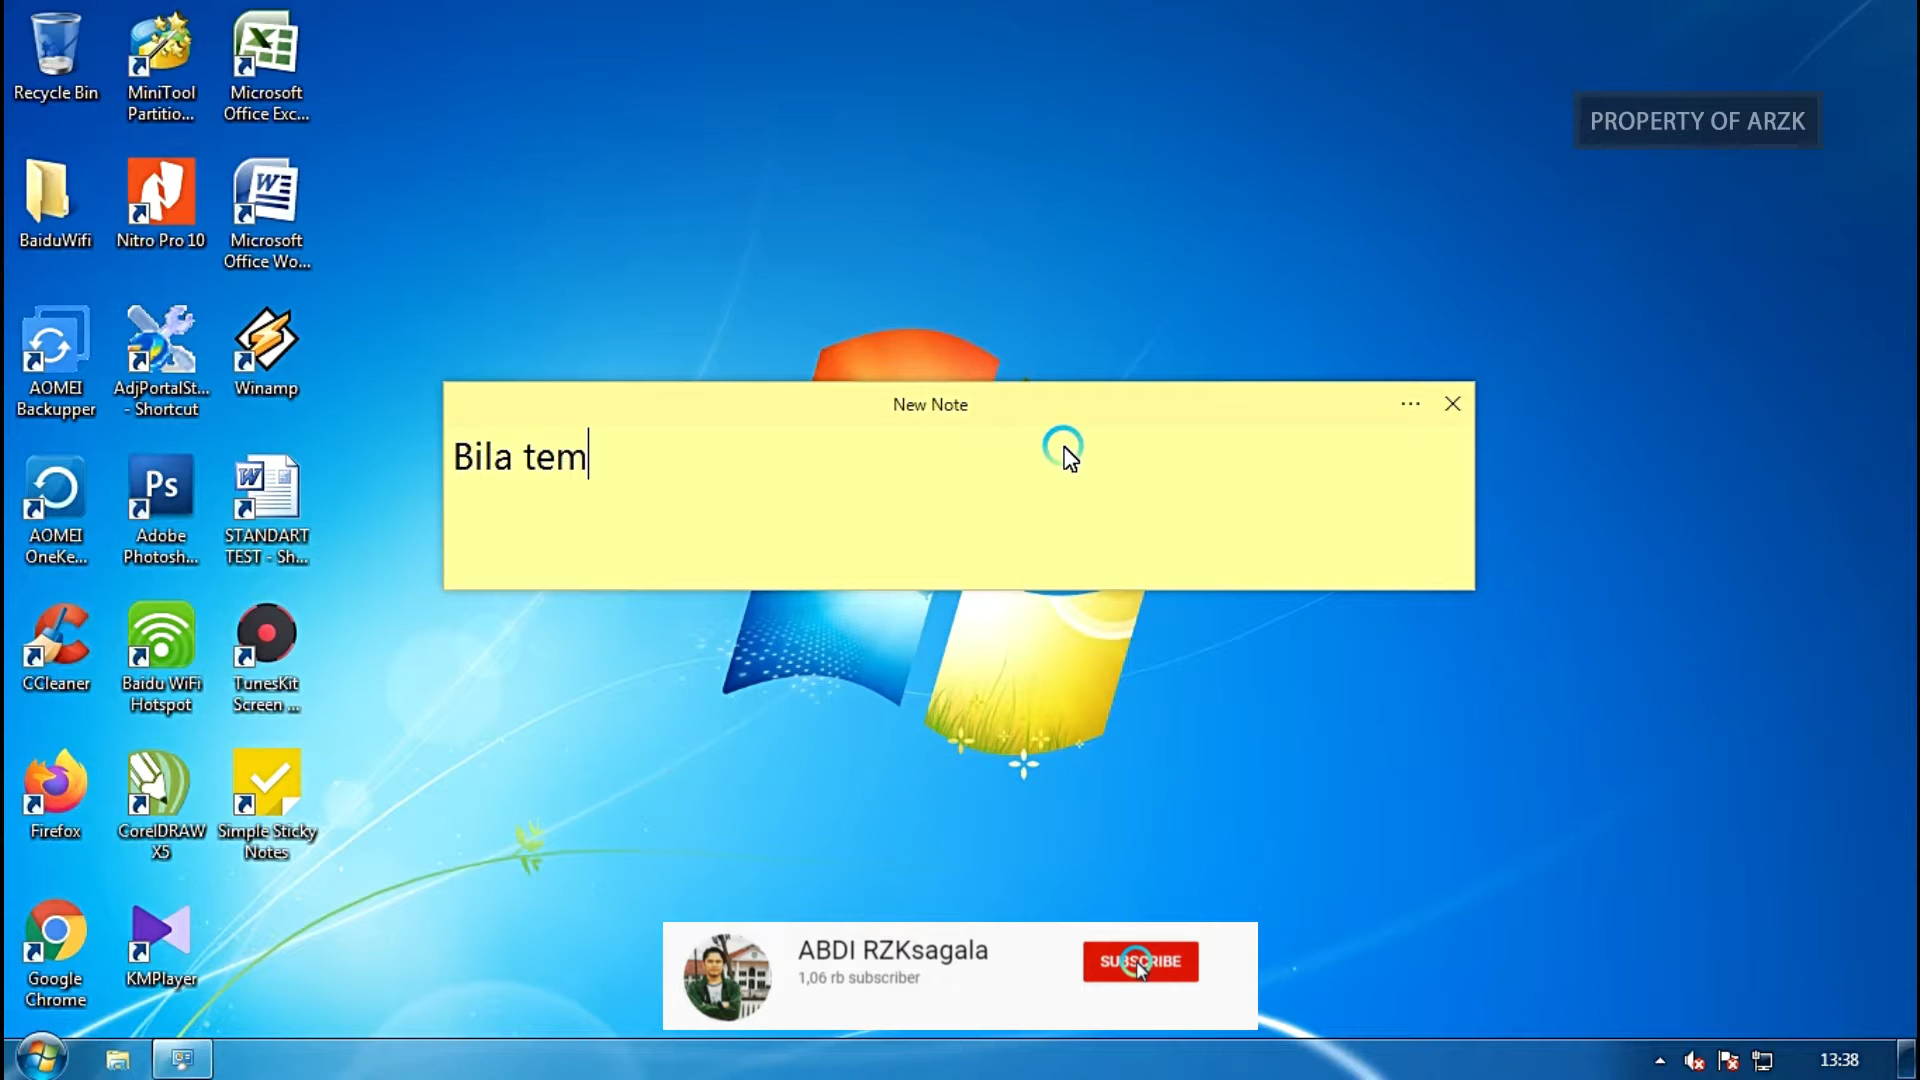 Recycle Bin
MiniTool
Partitio...
Microsoft
Office Exc...
PROPERTY OF ARZK
BaiduWifi
Nitro Pro 10
Microsoft
Office Wo...
AOMEI
Backupper
AdjPortalSt...
- Shortcut
Winamp
New Note
Bila tem
AOMEI
OneKe...
Ps
Adobe
Photosh...
STANDART
TEST - Sh...
CCleaner
Baidu WiFi
Hotspot
TunesKit
Screen ...
Firefox
CorelDRAW
X5
Simple Sticky
Notes
Google
Chrome
KMPlayer
ABDI RZKsagala
1,06 rb subscriber
SUBSCRIBE
13:38